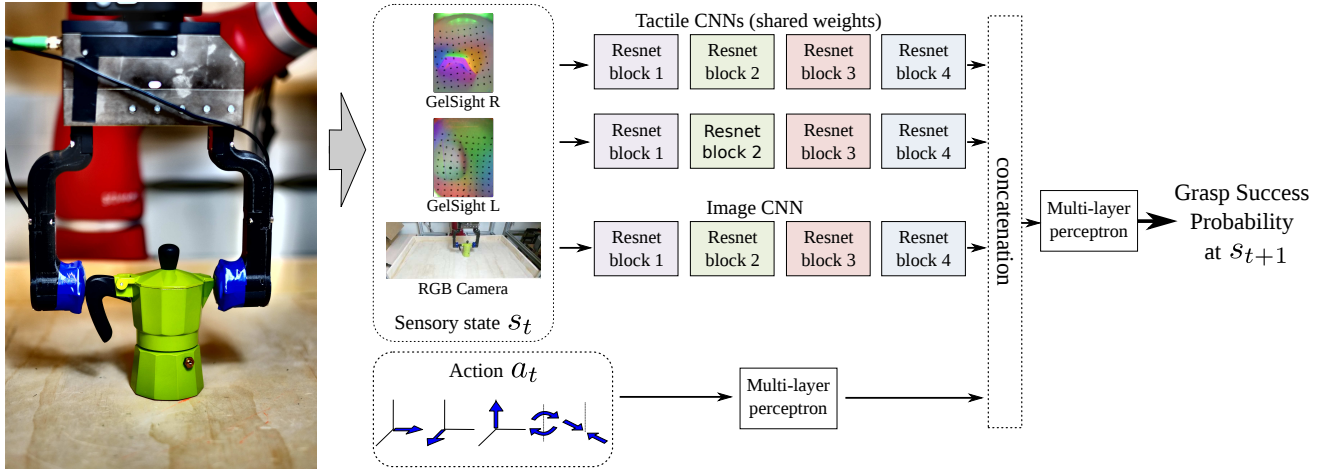 Tactile CNNs (shared weights)
Resnet block 1
Resnet block 2
Resnet block 3
Resnet block 4
GelSight R
Resnet block 1
Resnet block 2
Resnet block 3
Resnet block 4
GelSight L
Image CNN
Resnet block 1
Resnet block 2
Resnet block 3
Resnet block 4
RGB Camera
Sensory state s_t
concatenation
Multi-layer
perceptron
Grasp Success
Probability
at s_{t+1}
Action a_t
Multi-layer
perceptron